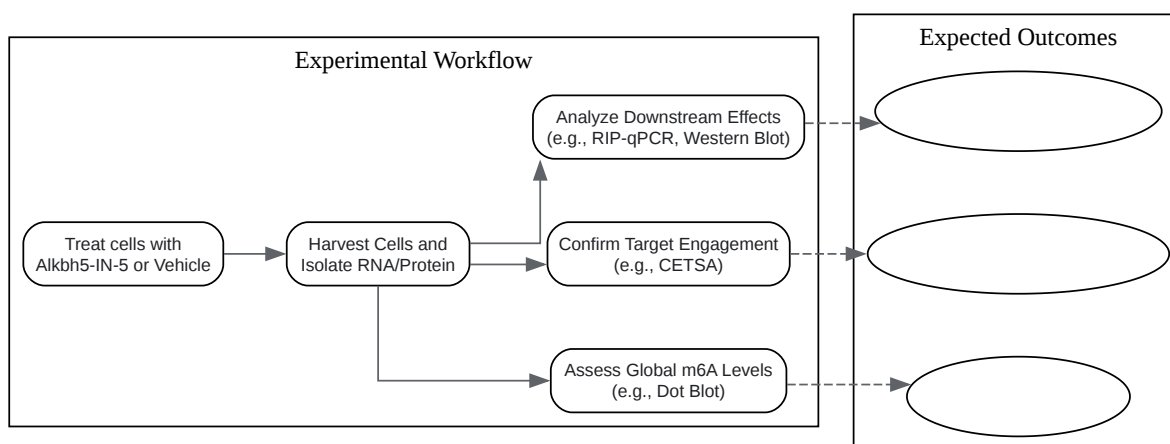 Expected Outcomes
Experimental Workflow
Analyze Downstream Effects
(e.g., RIP-qPCR, Western Blot)
Treat cells with
Alkbh5-IN-5 or Vehicle
Harvest Cells and
Isolate RNA/Protein
Confirm Target Engagement
(e.g., CETSA)
Assess Global m6A Levels
(e.g., Dot Blot)